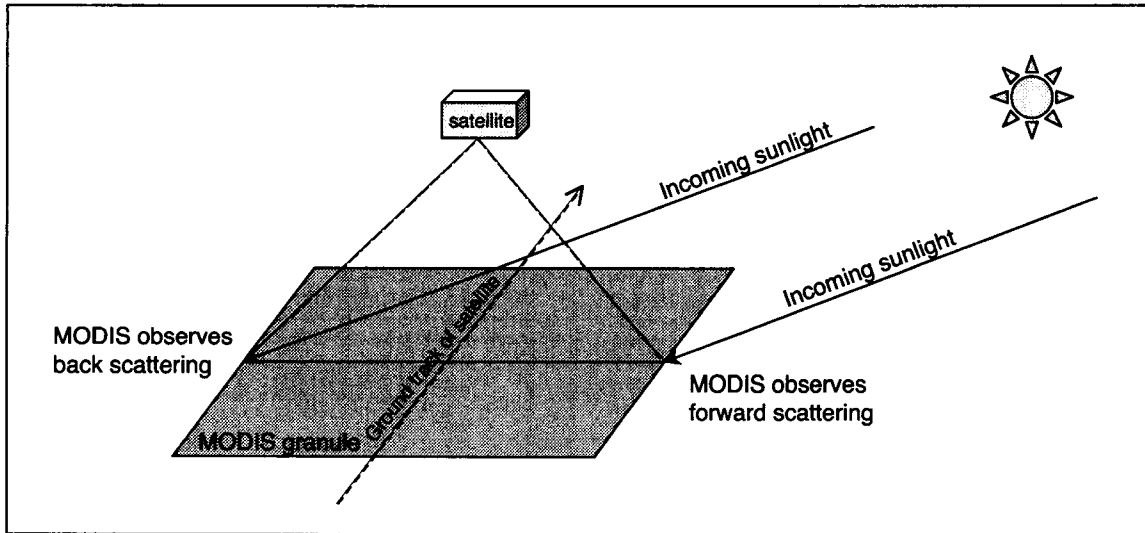 satellite
Incoming sunlight
Incoming sunlight
Ground track of satellite
MODIS observes
back scattering
MODIS observes
forward scattering
MODIS granule